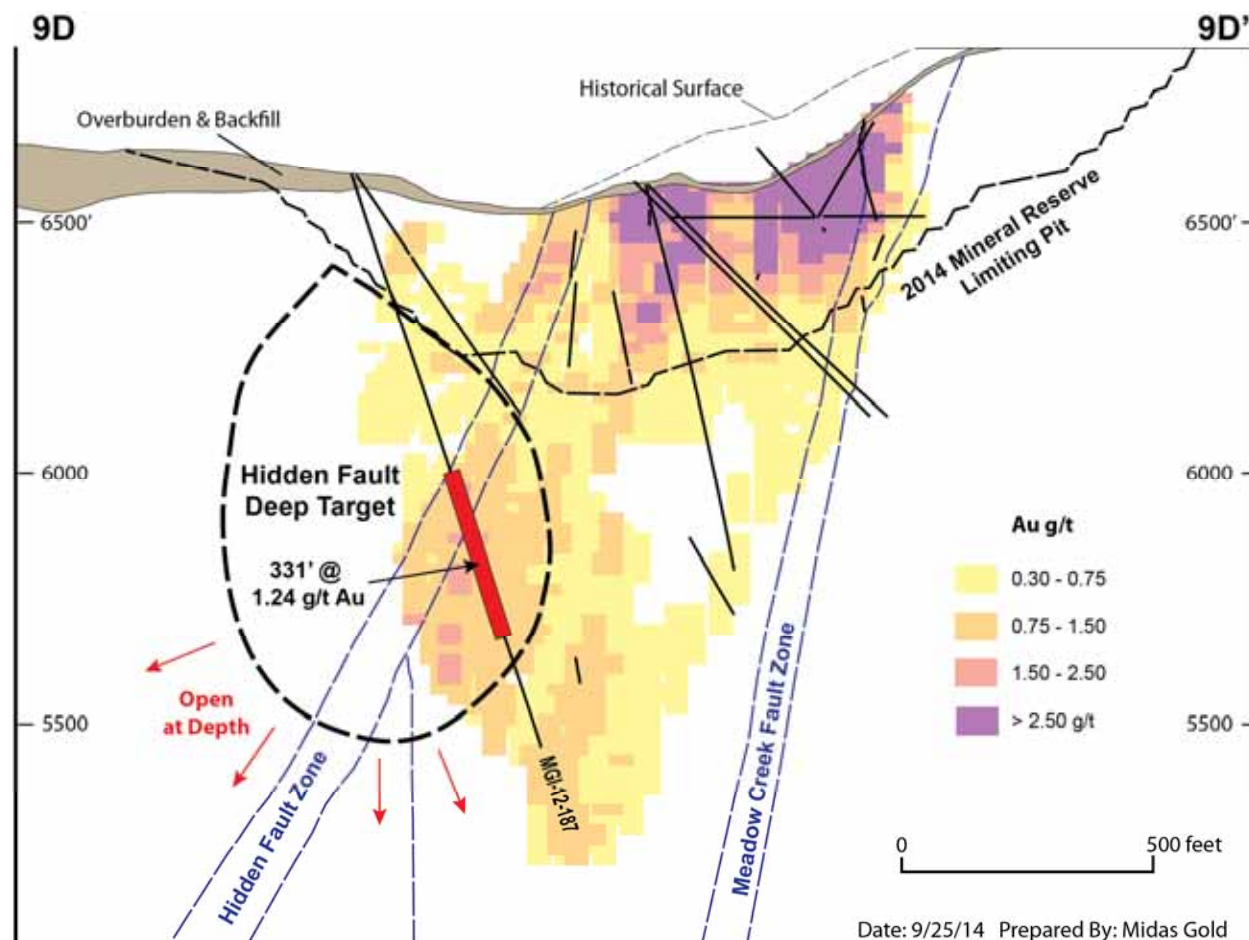 9D
9D'
Historical Surface
Overburden & Backfill
6500'
6500'
2014 Mineral Reserve
Limiting Pit
6000
6000
Hidden Fault
Deep Target
331' @
1.24 g/t Au
Au g/t
0.30 - 0.75
0.75 - 1.50
1.50 - 2.50
> 2.50 g/t
Open
at Depth
5500
5500
MGI-12-187
Hidden Fault Zone
Meadow Creek Fault Zone
0
500 feet
Date: 9/25/14 Prepared By: Midas Gold